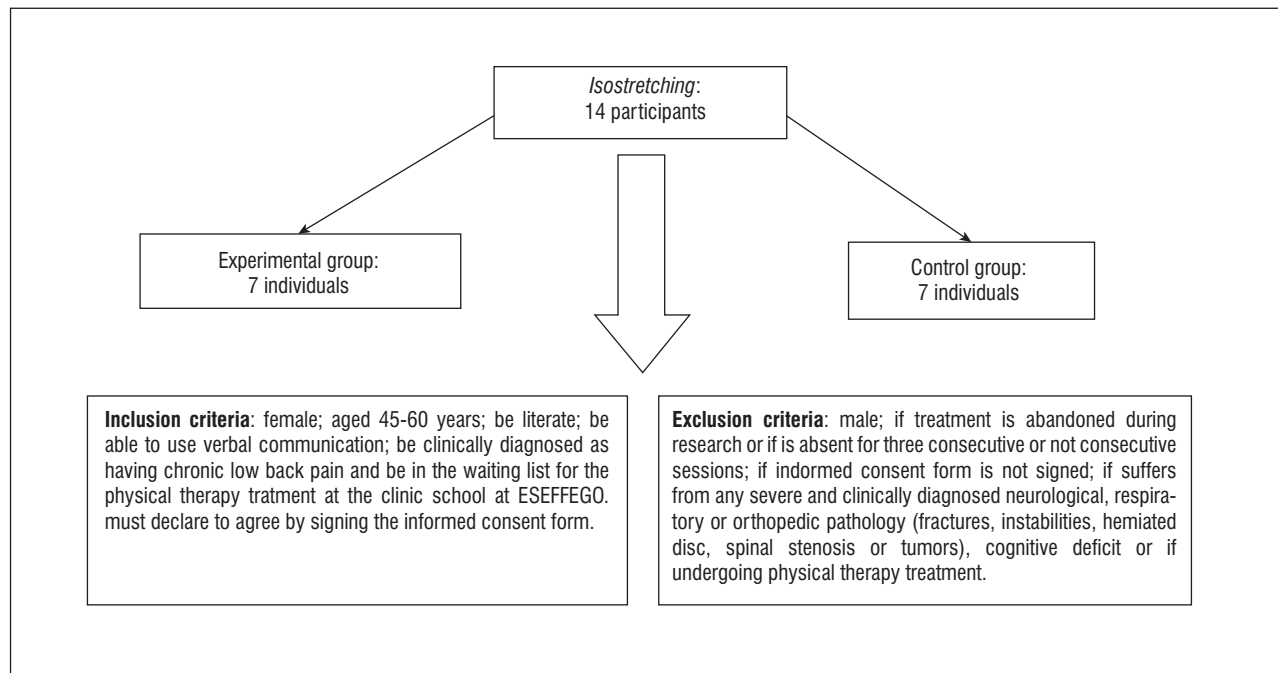 Isostretching:
14 participants
Experimental group:
7 individuals
Control group:
7 individuals
Inclusion criteria: female; aged 45-60 years; be literate; be
able to use verbal communication; be clinically diagnosed as
having chronic low back pain and be in the waiting list for the
physical therapy tratment at the clinic school at ESEFFEGO.
must declare to agree by signing the informed consent form.
Exclusion criteria: male; if treatment is abandoned during
research or if is absent for three consecutive or not consecutive
sessions; if indormed consent form is not signed; if suffers
from any severe and clinically diagnosed neurological, respira-
tory or orthopedic pathology (fractures, instabilities, hemiated
disc, spinal stenosis or tumors), cognitive deficit or if
undergoing physical therapy treatment.